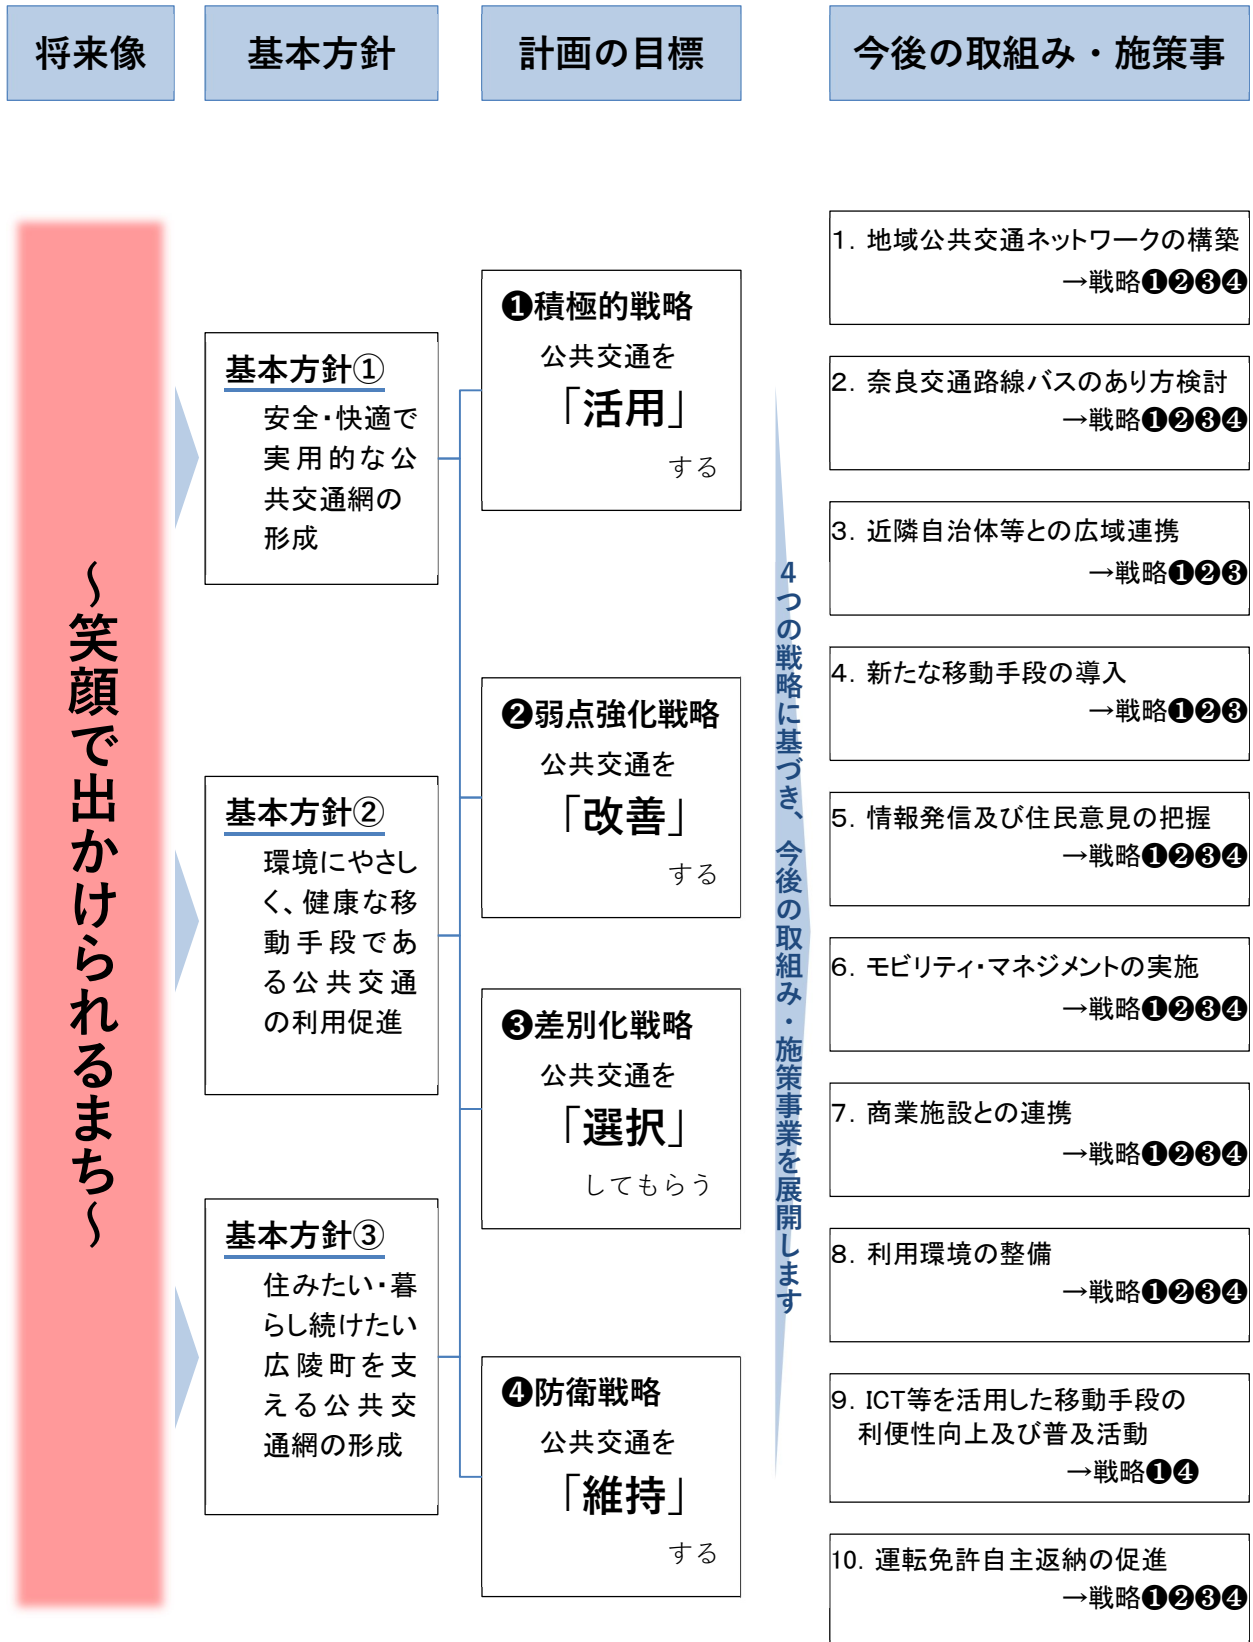 将来像
基本方針
計画の目標
今後の取組み・施策事
～笑顔で出かけられるまち～
基本方針①
安全・快適で
実用的な公
共交通網の
形成
基本方針②
環境にやさし
く、健康な移
動手段であ
る公共交通
の利用促進
基本方針③
住みたい・暮
らし続けたい
広陵町を支
える公共交
通網の形成
❶積極的戦略
公共交通を
「活用」
する
❷弱点強化戦略
公共交通を
「改善」
する
❸差別化戦略
公共交通を
「選択」
してもらう
❹防衛戦略
公共交通を
「維持」
する
4つの戦略に基づき、今後の取組み・施策事業を展開します
1．地域公共交通ネットワークの構築
→戦略❶❷❸❹
2．奈良交通路線バスのあり方検討
→戦略❶❷❸❹
3．近隣自治体等との広域連携
→戦略❶❷❸
4．新たな移動手段の導入
→戦略❶❷❸
5．情報発信及び住民意見の把握
→戦略❶❷❸❹
6．モビリティ・マネジメントの実施
→戦略❶❷❸❹
7．商業施設との連携
→戦略❶❷❸❹
8．利用環境の整備
→戦略❶❷❸❹
9．ICT等を活用した移動手段の
利便性向上及び普及活動
→戦略❶❹
10．運転免許自主返納の促進
→戦略❶❷❸❹